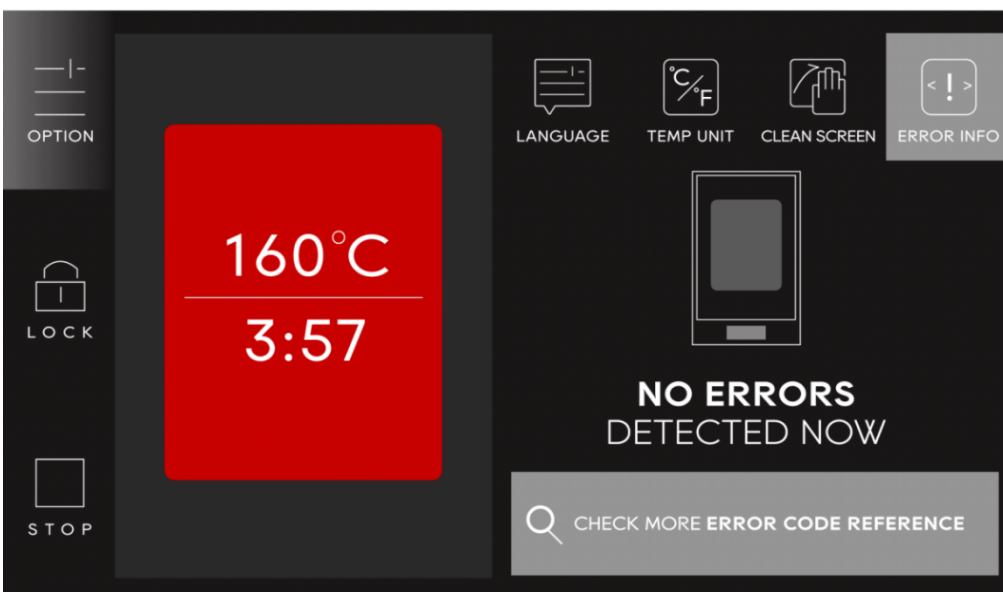 OPTION
LOCK
STOP
160°C
3:57
LANGUAGE
°C/°F
TEMP UNIT
CLEAN SCREEN
<!>
ERROR INFO
NO ERRORS
DETECTED NOW
CHECK MORE ERROR CODE REFERENCE